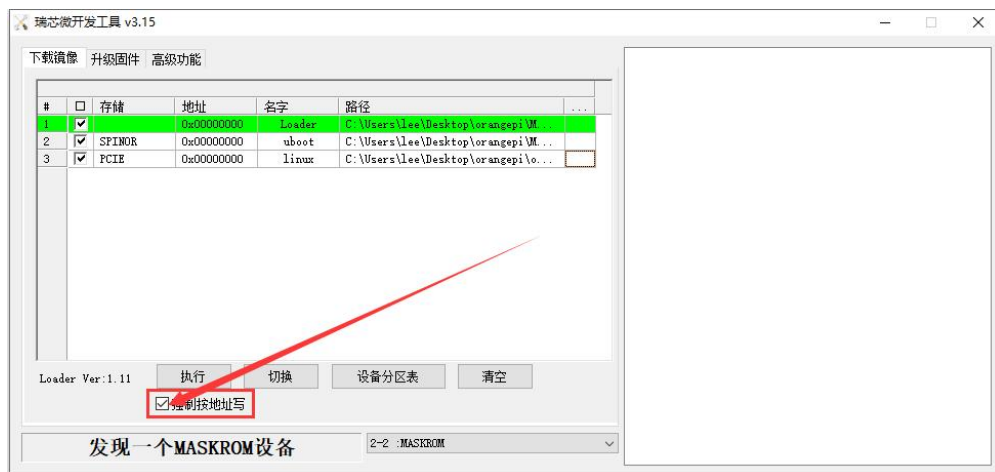 瑞芯微开发工具 v3.15
下载镜像 升级固件 高级功能
# 存储 地址 名字 路径 ...
1 0x00000000 Loader C:\Users\lee\Desktop\orangepi\M...
2 SPINOR 0x00000000 uboot C:\Users\lee\Desktop\orangepi\M...
3 PCIE 0x00000000 linux C:\Users\lee\Desktop\orangepi\o...
Loader Ver:1.11 执行 切换 设备分区表 清空
强制按地址写
发现一个MASKROM设备 2-2 :MASKROM